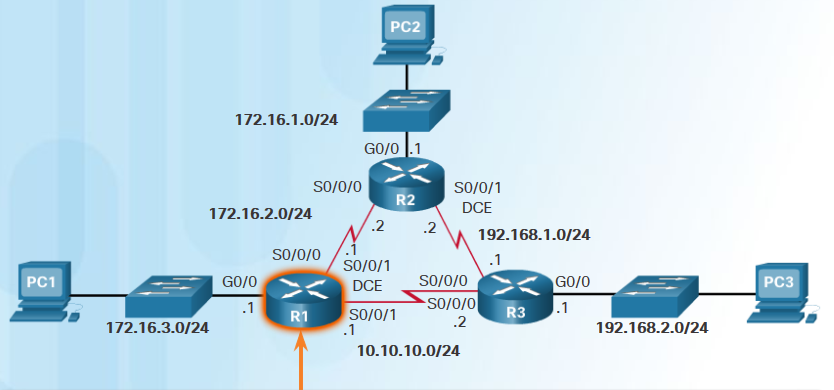 PC2
172.16.1.0/24
G0/0 .1
S0/0/0
R2
S0/0/1
DCE
172.16.2.0/24
.2
.2
192.168.1.0/24
S0/0/0
.1
.1
S0/0/1
DCE
PC1
G0/0
S0/0/0
G0/0
PC3
.1
R1
S0/0/1
S0/0/0
R3
.1
172.16.3.0/24
.1
.2
192.168.2.0/24
10.10.10.0/24